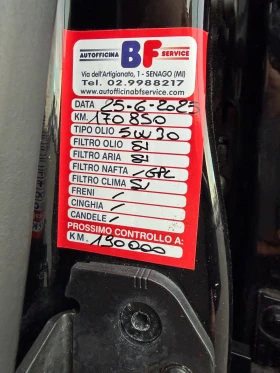 AUTOFFICINA BF SERVICE
Via dell'Artigianato, 1 - SENAGO (MI)
Tel. 02.9988217
www.autofficinabfservice.com
DATA 25-6-2025
KM. 170850
TIPO OLIO 5W30
FILTRO OLIO SI
FILTRO ARIA SI
FILTRO NAFTA /GPL
FILTRO CLIMA SI
FRENI /
CINGHIA /
CANDELE /
PROSSIMO CONTROLLO A:
KM. 190000